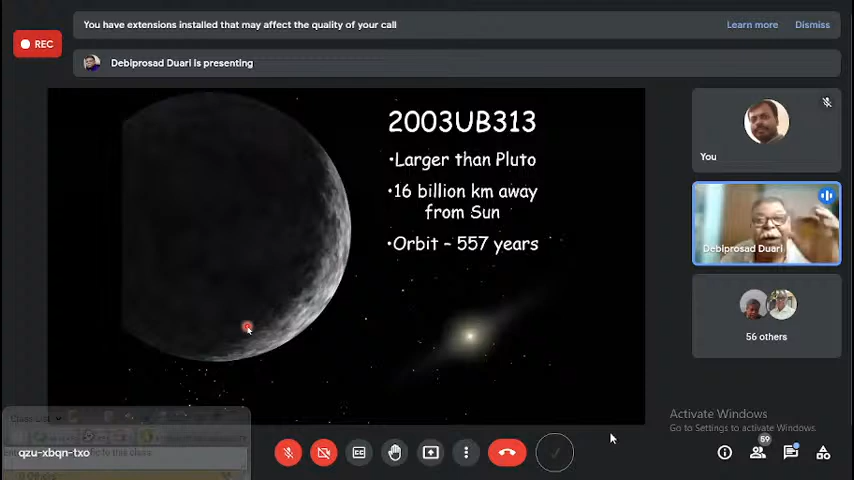 You have extensions installed that may affect the quality of your call
Learn more
Dismiss
REC
Debiprosad Duari is presenting
2003UB313
•Larger than Pluto
•16 billion km away
from Sun
•Orbit - 557 years
You
Debiprosad Duari
56 others
Activate Windows
Go to Settings to activate Windows.
Class List
qzu-xbqn-txo
59